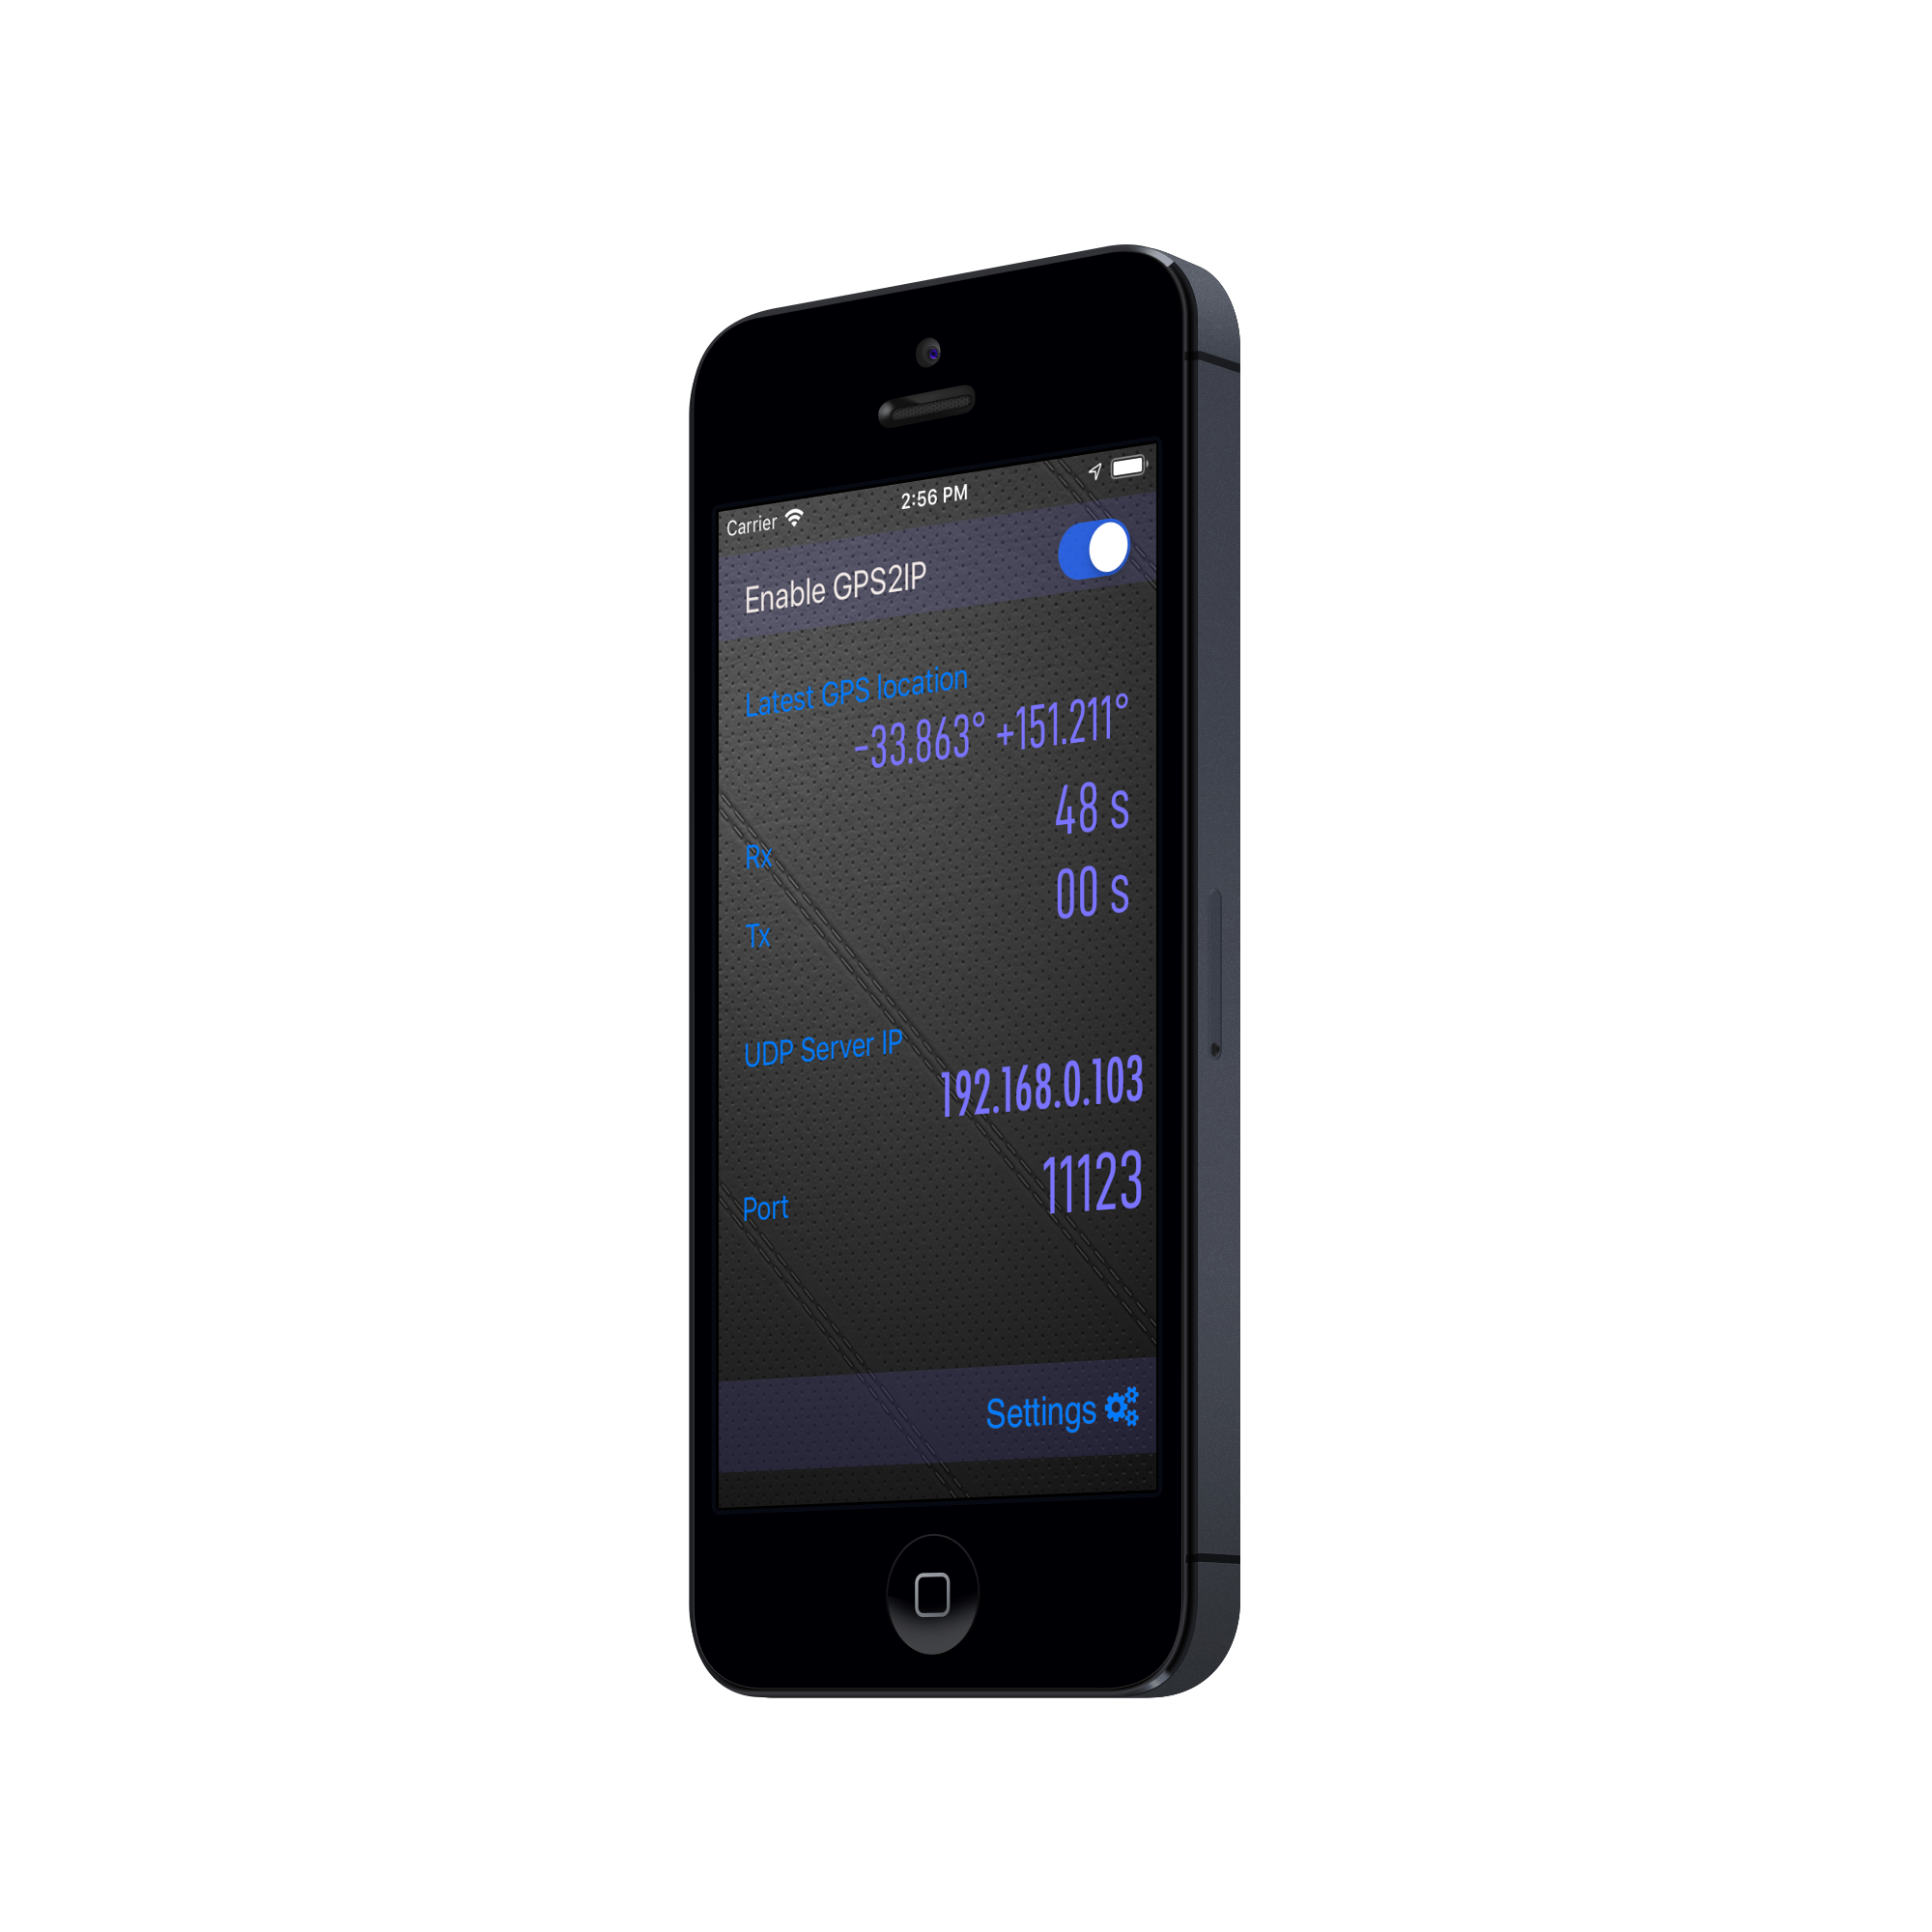 Carrier 2:56 PM
Enable GPS2IP
Latest GPS location
-33.863° +151.211°
Rx 48 s
Tx 00 s
UDP Server IP
192.168.0.103
Port 11123
Settings